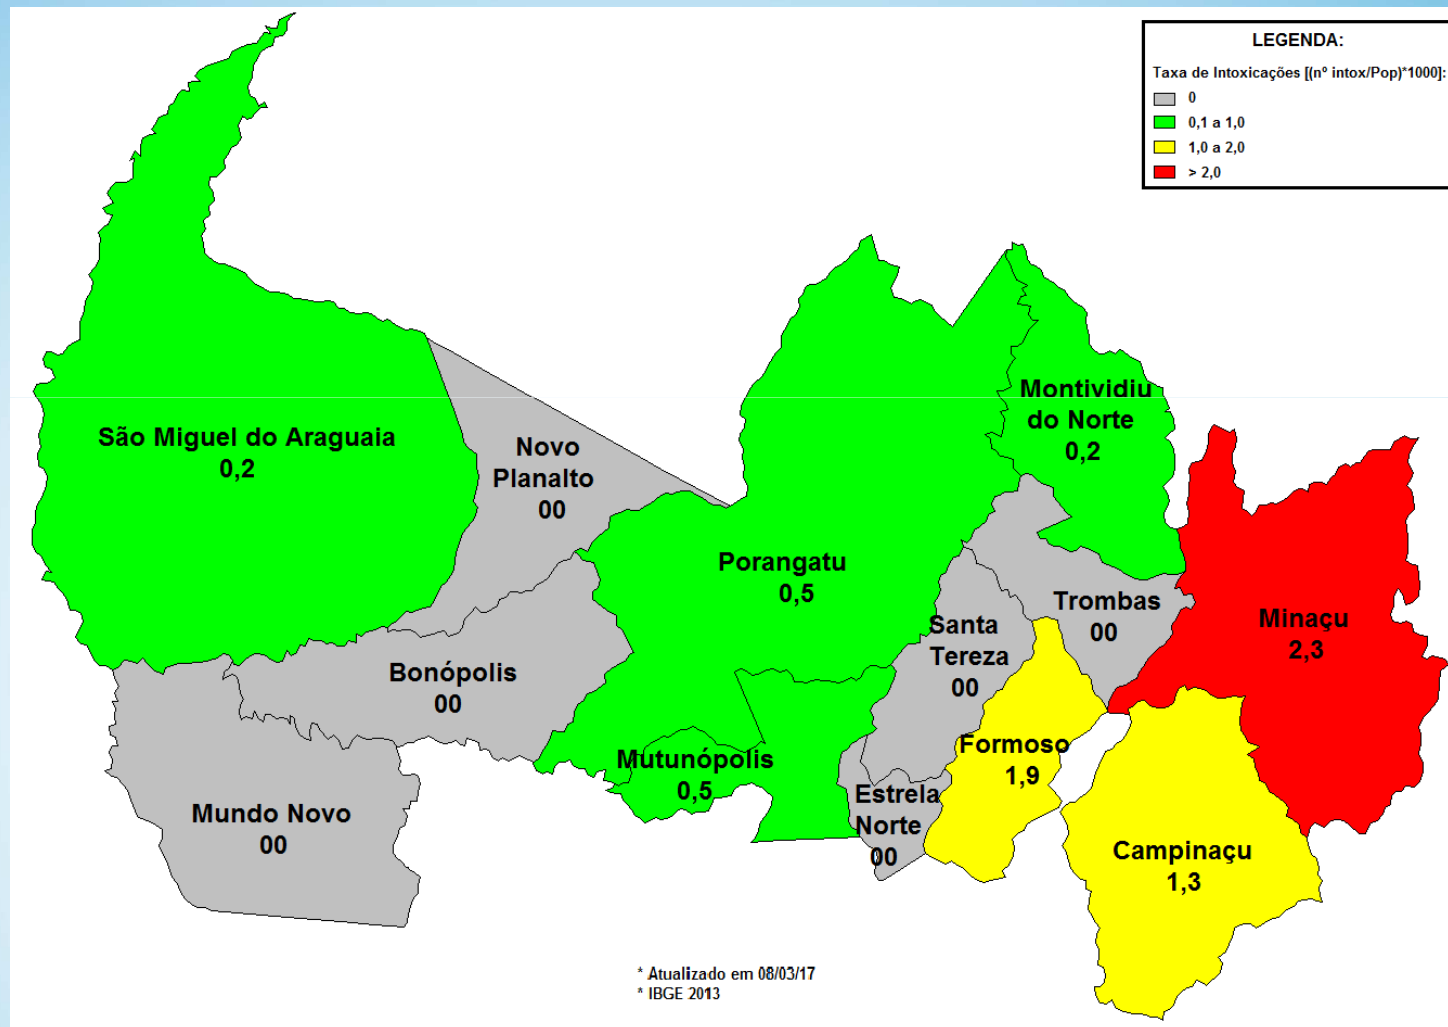 LEGENDA:
Taxa de Intoxicações [(nº intox/Pop)*1000]:
0
0,1 a 1,0
1,0 a 2,0
> 2,0
São Miguel do Araguaia
0,2
Novo
Planalto
00
Montividiu
do Norte
0,2
Porangatu
0,5
Trombas
00
Minaçu
2,3
Santa
Tereza
00
Bonópolis
00
Formoso
1,9
Mutunópolis
0,5
Estrela
Norte
00
Mundo Novo
00
Campinaçu
1,3
* Atualizado em 08/03/17
* IBGE 2013